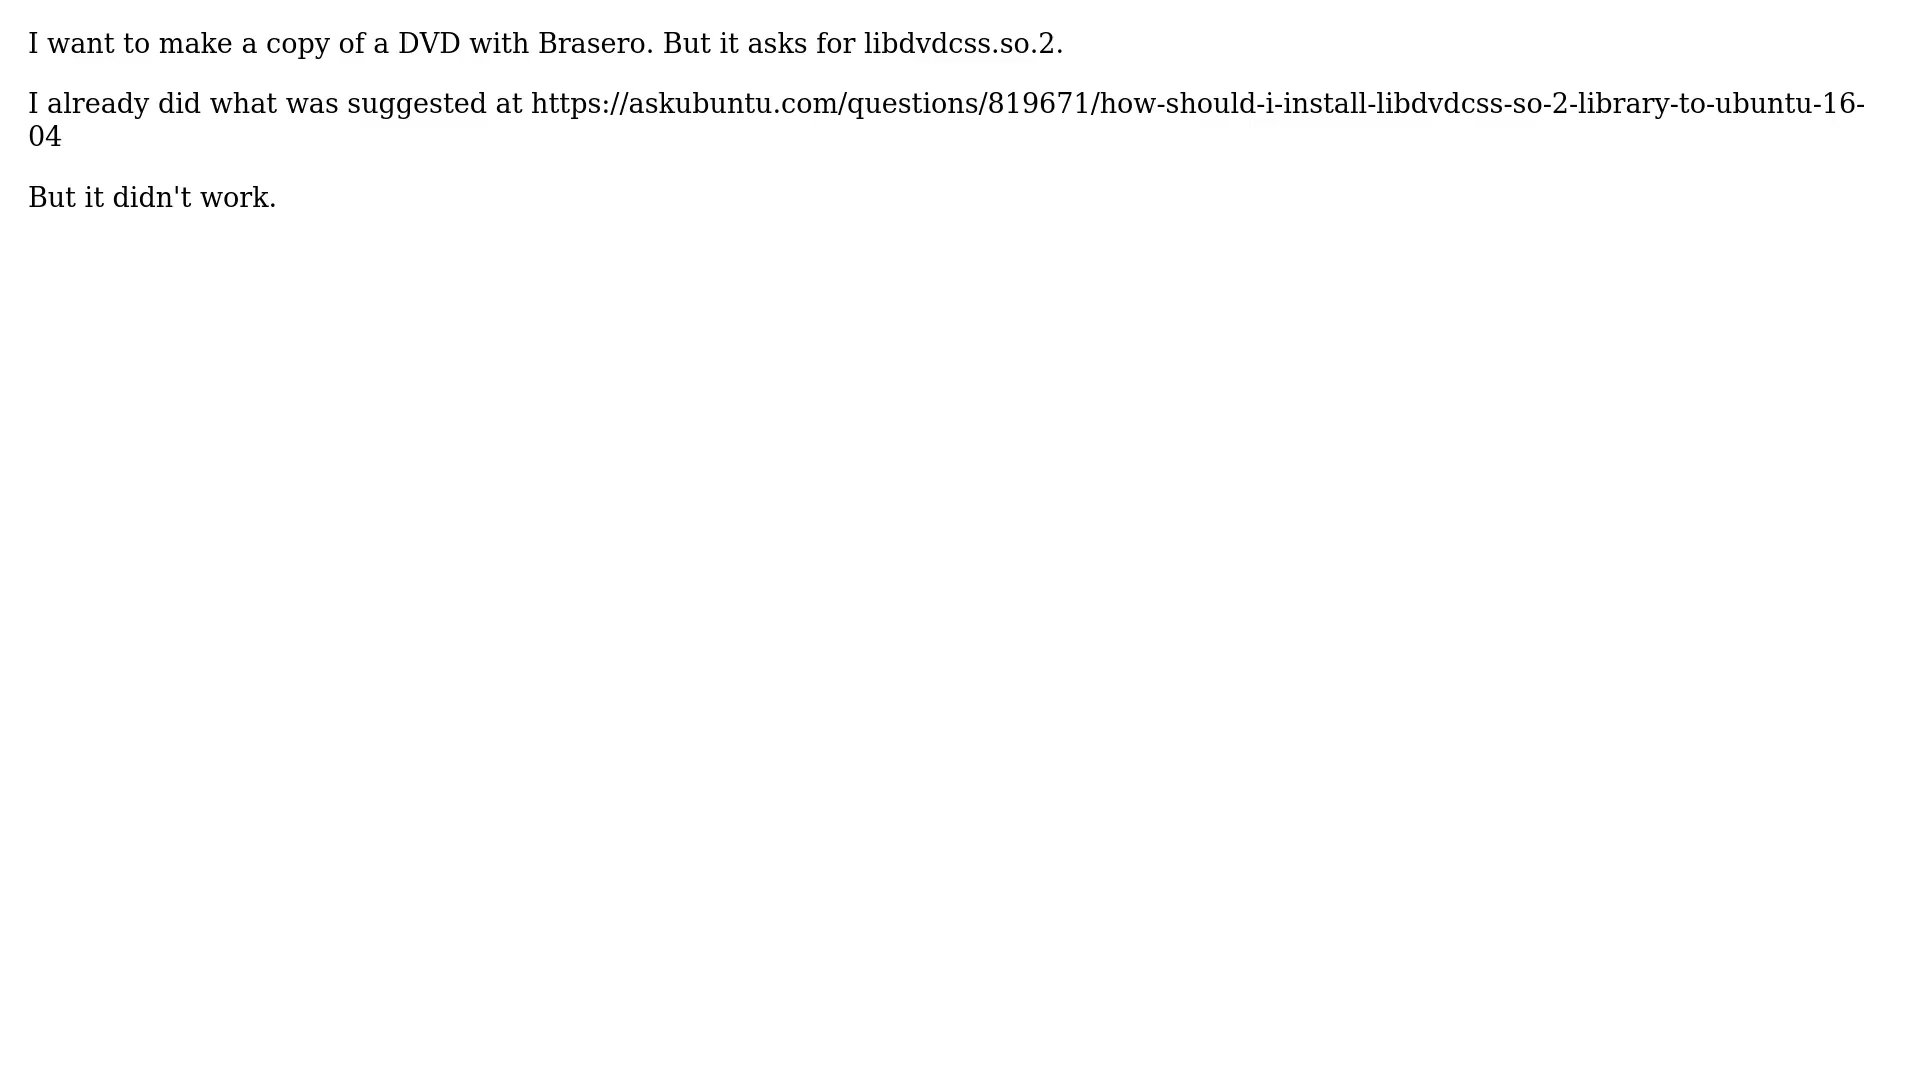 I want to make a copy of a DVD with Brasero. But it asks for libdvdcss.so.2.
I already did what was suggested at https://askubuntu.com/questions/819671/how-should-i-install-libdvdcss-so-2-library-to-ubuntu-16-
04
But it didn't work.